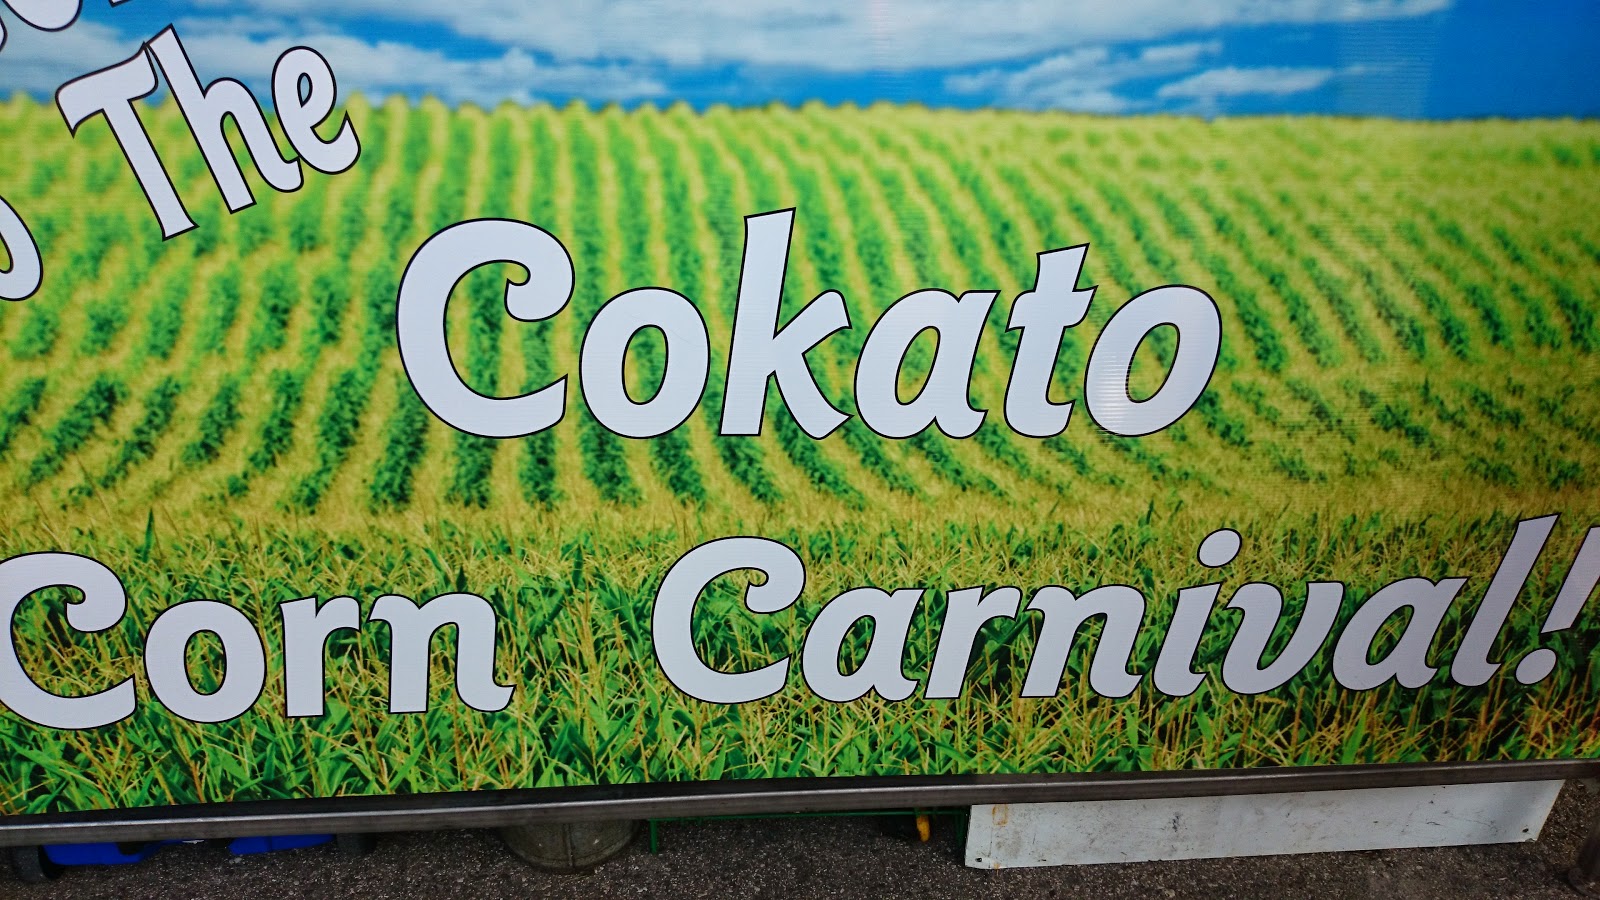 The
Cokato
Corn Carnival!